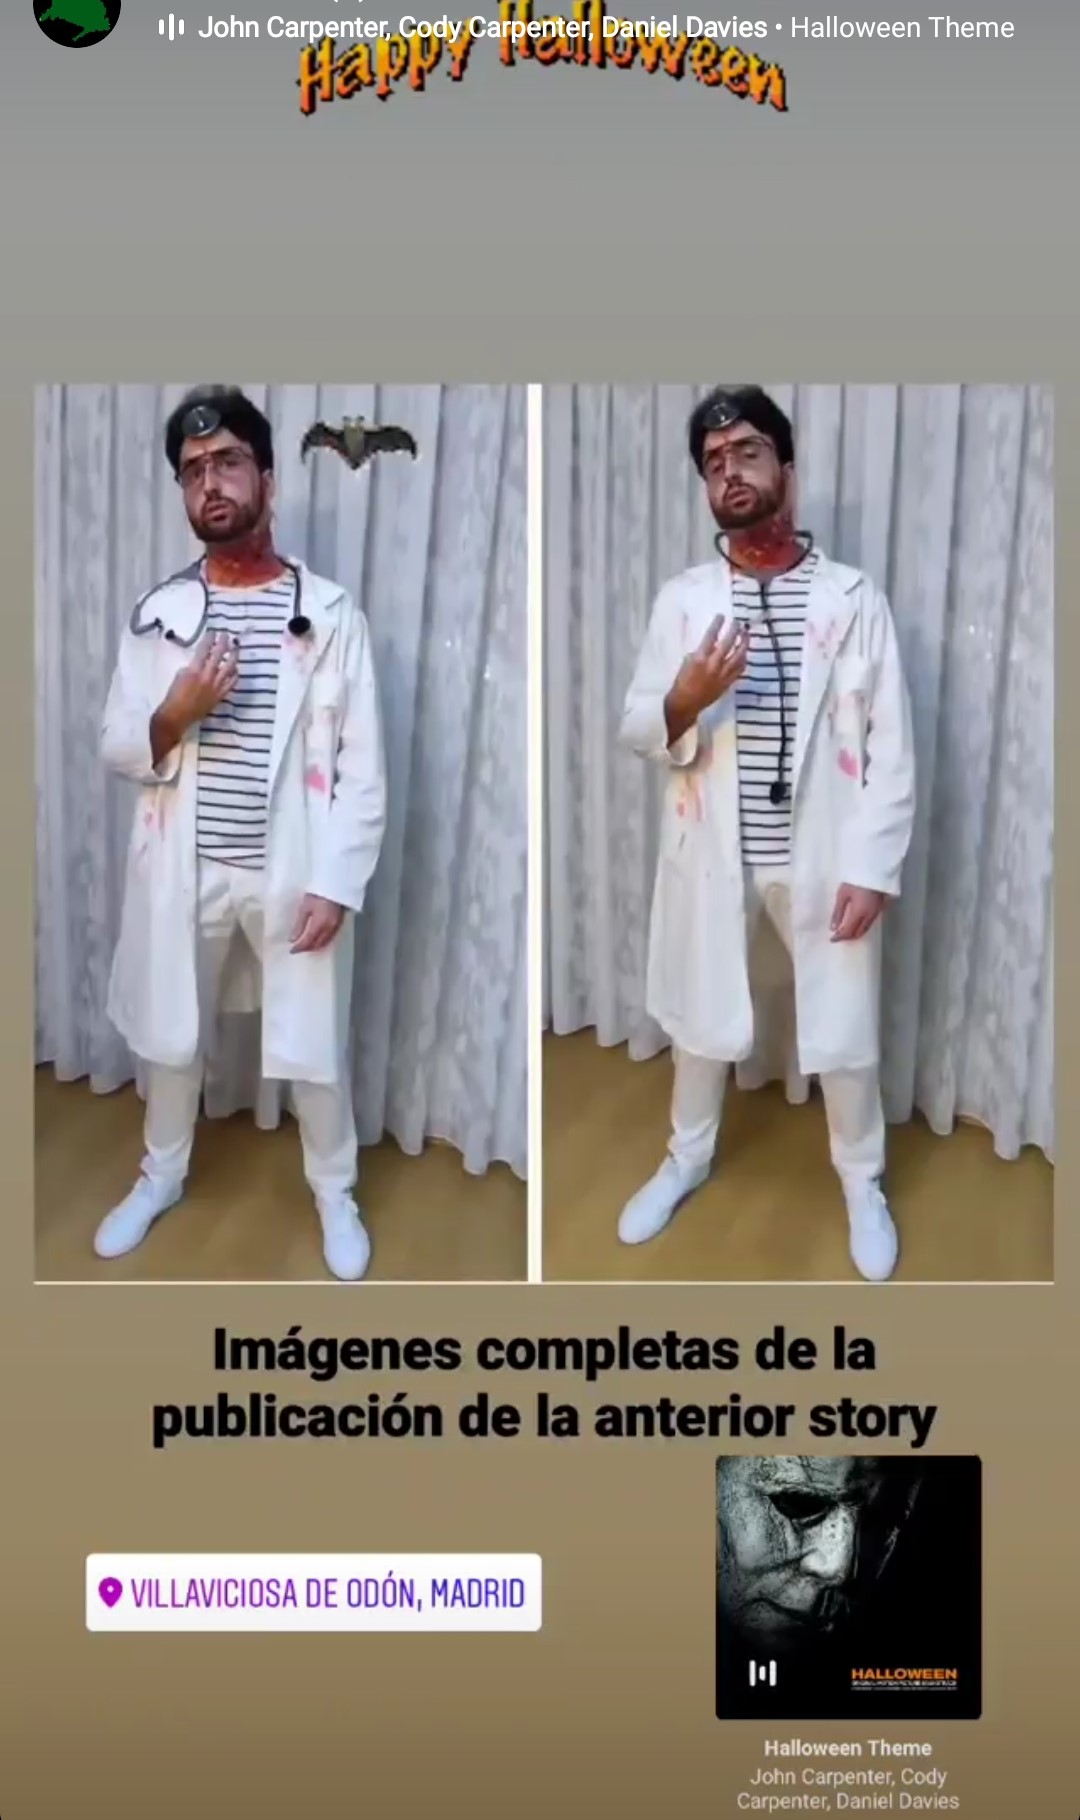 John Carpenter, Cody Carpenter, Daniel Davies • Halloween Theme
Happy Halloween
Imágenes completas de la
publicación de la anterior story
VILLAVICIOSA DE ODÓN, MADRID
HALLOWEEN
Halloween Theme
John Carpenter, Cody
Carpenter, Daniel Davies